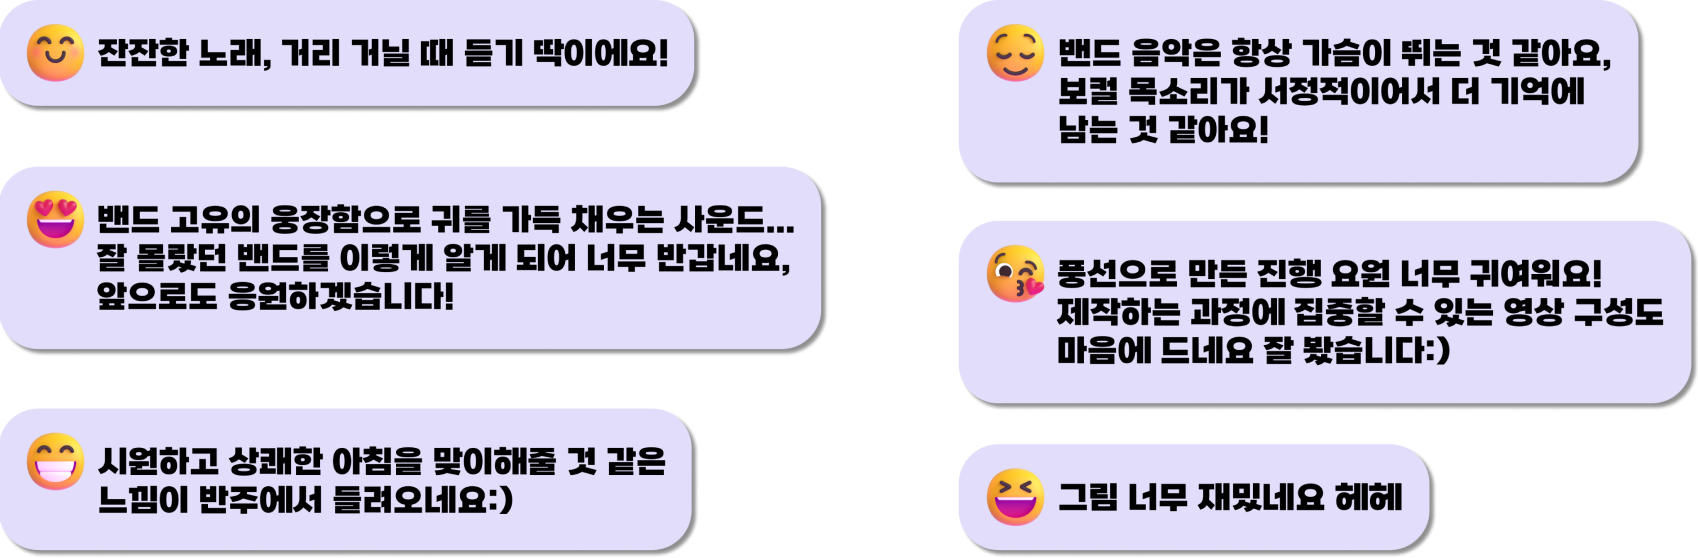 잔잔한 노래, 거리 거닐 때 듣기 딱이에요!
밴드 고유의 웅장함으로 귀를 가득 채우는 사운드...
잘 몰랐던 밴드를 이렇게 알게 되어 너무 반갑네요,
앞으로도 응원하겠습니다!
시원하고 상쾌한 아침을 맞이해줄 것 같은
느낌이 반주에서 들려오네요:)
밴드 음악은 항상 가슴이 뛰는 것 같아요,
보컬 목소리가 서정적이어서 더 기억에
남는 것 같아요!
풍선으로 만든 진행 요원 너무 귀여워요!
제작하는 과정에 집중할 수 있는 영상 구성도
마음에 드네요 잘 봤습니다:)
그림 너무 재밌네요 헤헤